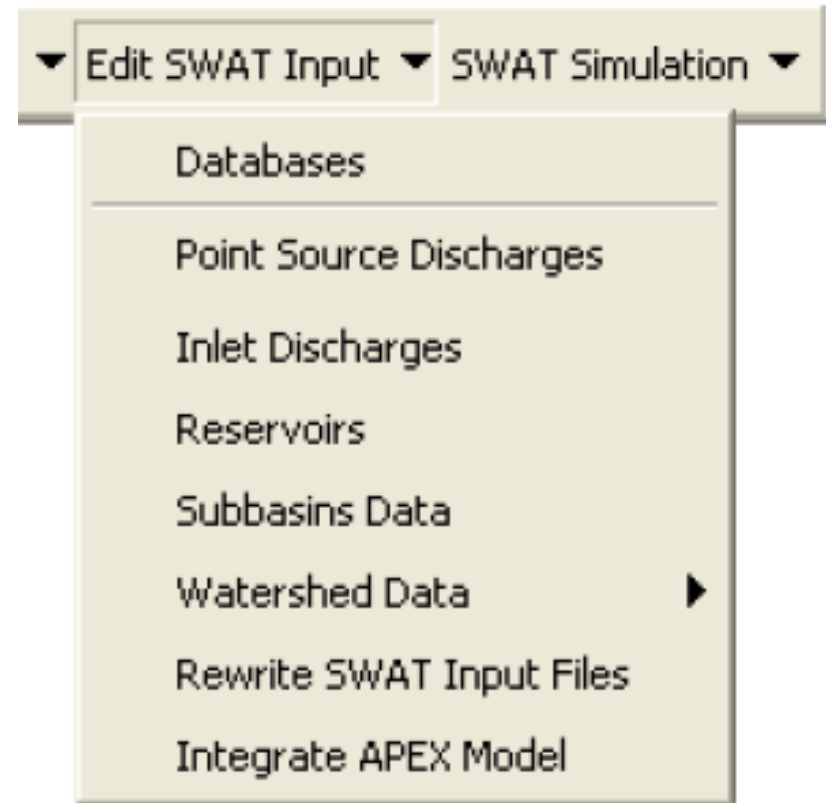 Edit SWAT Input SWAT Simulation
Databases
Point Source Discharges
Inlet Discharges
Reservoirs
Subbasins Data
Watershed Data
Rewrite SWAT Input Files
Integrate APEX Model